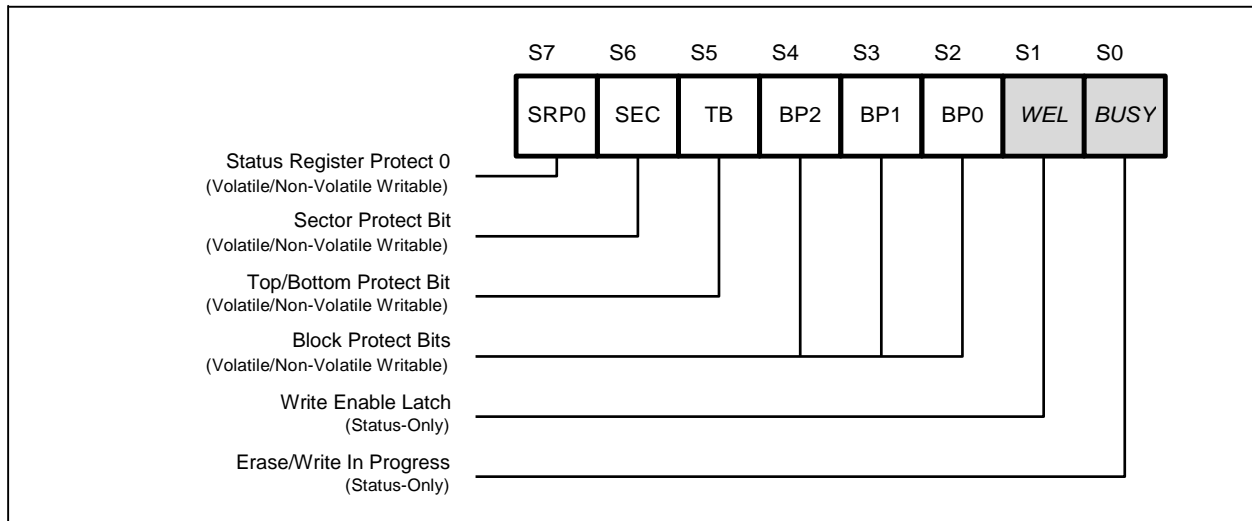 S7 S6 S5 S4 S3 S2 S1 S0
SRP0 SEC TB BP2 BP1 BP0 WEL BUSY
Status Register Protect 0
(Volatile/Non-Volatile Writable)
Sector Protect Bit
(Volatile/Non-Volatile Writable)
Top/Bottom Protect Bit
(Volatile/Non-Volatile Writable)
Block Protect Bits
(Volatile/Non-Volatile Writable)
Write Enable Latch
(Status-Only)
Erase/Write In Progress
(Status-Only)